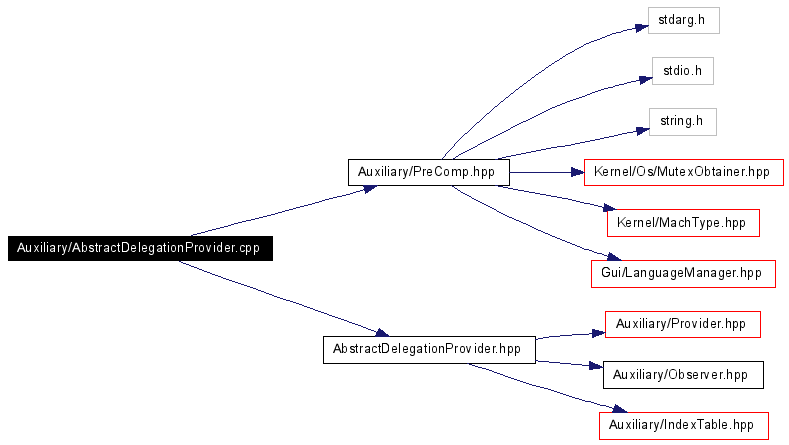 stdarg.h
stdio.h
string.h
Auxiliary/PreComp.hpp
Kernel/Os/MutexObtainer.hpp
Kernel/MachType.hpp
Auxiliary/AbstractDelegationProvider.cpp
Gui/LanguageManager.hpp
Auxiliary/Provider.hpp
AbstractDelegationProvider.hpp
Auxiliary/Observer.hpp
Auxiliary/IndexTable.hpp